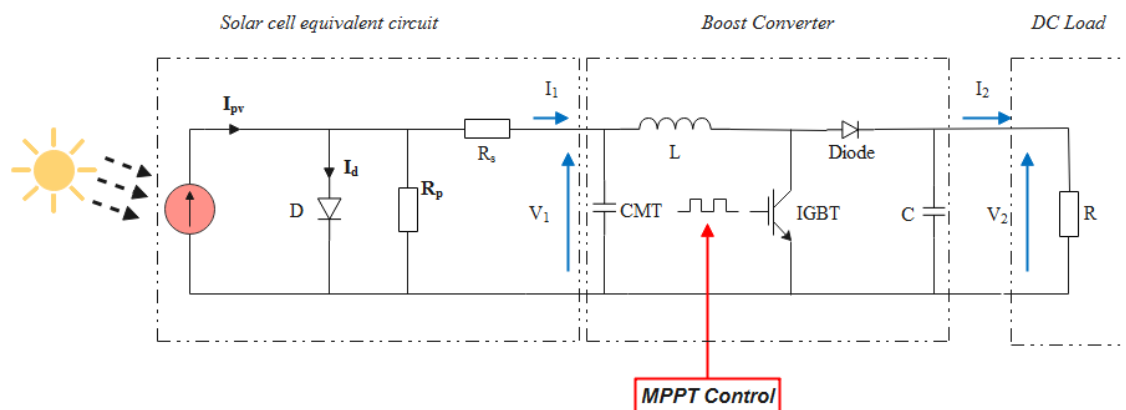 Solar cell equivalent circuit
Boost Converter
DC Load
I₁
I₂
Iₚᵥ
Rₛ
L
Diode
I_d
Rₚ
D
V₁
CMT
IGBT
C
V₂
R
MPPT Control